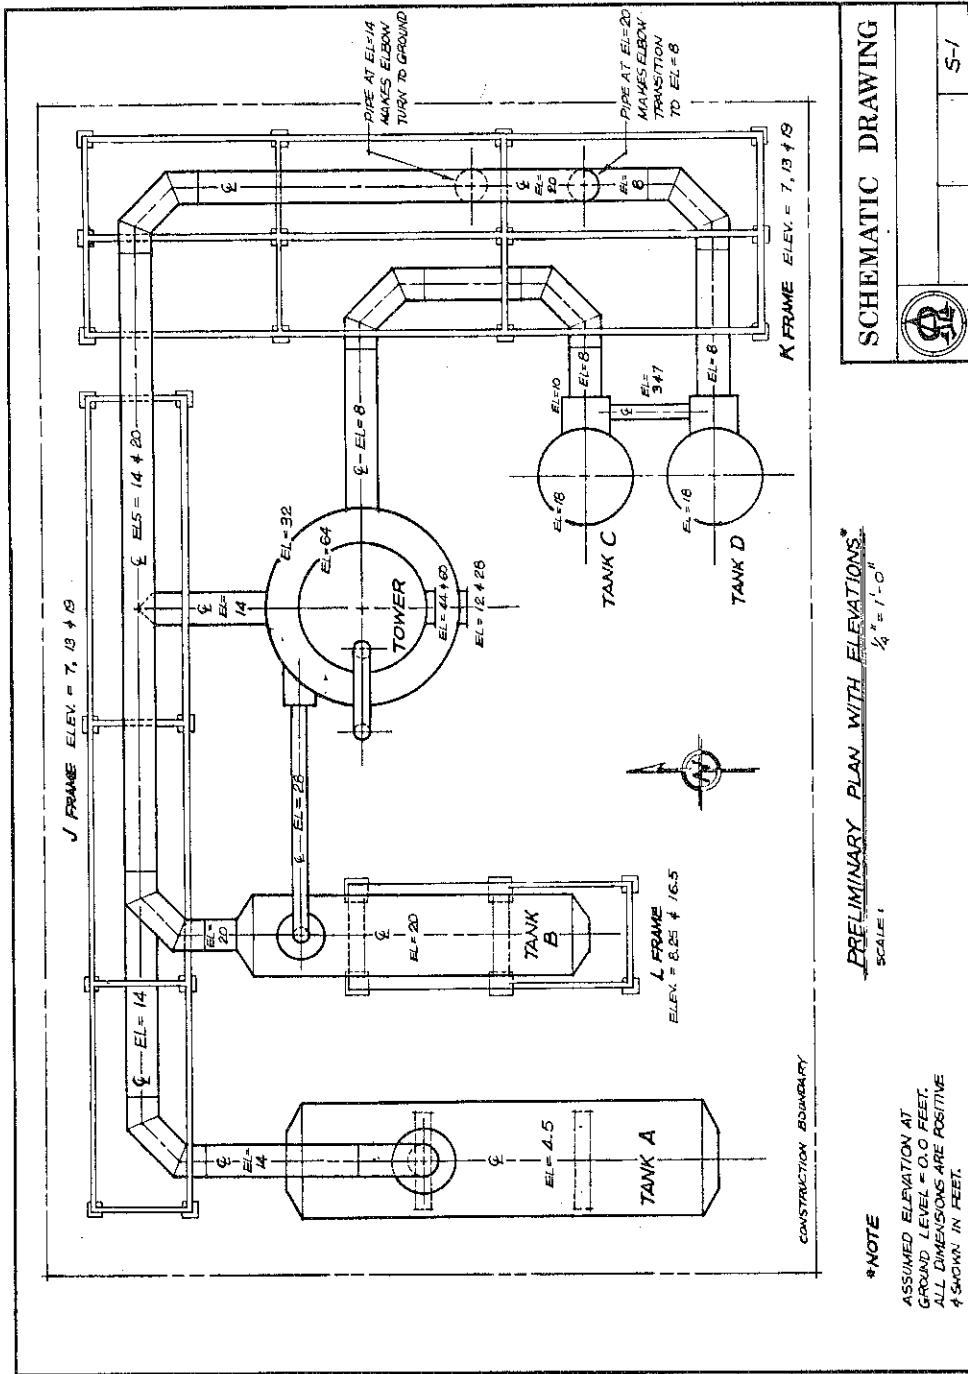 J FRAME ELEV. = 7, 13 & 19
PIPE AT EL=14
MAKES ELBOW
TURN TO GROUND
PIPE AT EL=20
MAKES ELBOW
TRANSITION
TO EL=8
℄ EL=14
℄ ELS = 14 & 20
℄
℄
EL=
20
EL=
8
℄
EL=
14
EL=
20
℄
EL=
14
℄ EL=28
EL=32
EL=64
TOWER
EL=44 & 60
EL=12 & 28
℄ EL=8
EL=10
EL=8
EL=
3.47
℄
EL=8
EL=18
EL=18
TANK C
TANK D
K FRAME ELEV. = 7, 13 & 19
℄
EL=20
TANK
B
L FRAME
ELEV. = 8.25 & 16.5
℄
EL=4.5
TANK A
N
CONSTRUCTION BOUNDARY
*NOTE
ASSUMED ELEVATION AT
GROUND LEVEL = 0.0 FEET.
ALL DIMENSIONS ARE POSITIVE
& SHOWN IN FEET.
PRELIMINARY PLAN WITH ELEVATIONS*
SCALE: 1/4" = 1'-0"
SCHEMATIC DRAWING
S-1